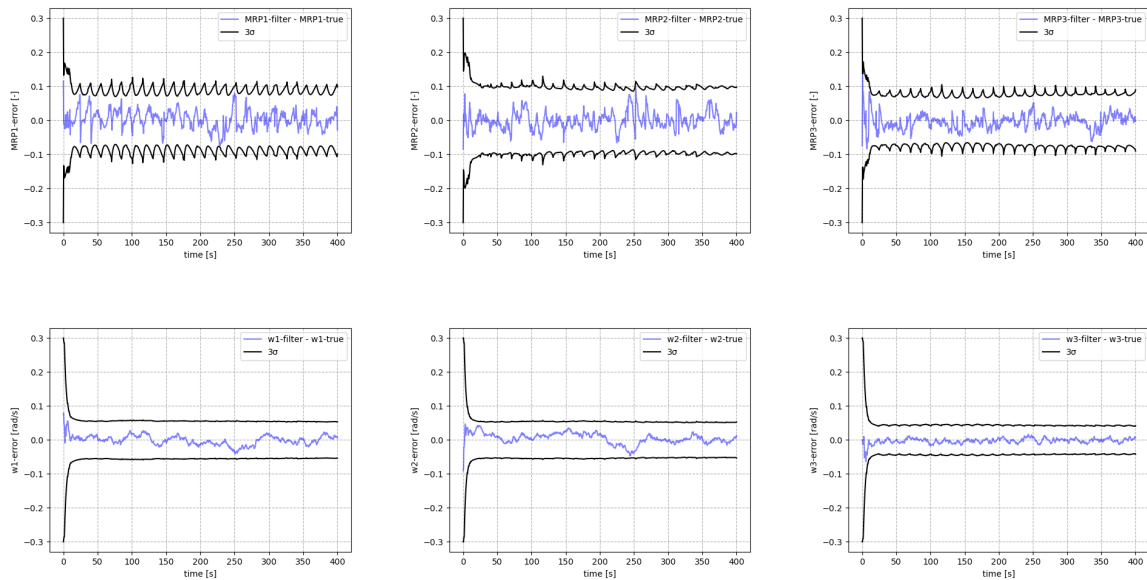 MRP1-filter - MRP1-true
3σ
0.3
0.2
0.1
0.0
−0.1
−0.2
−0.3
MRP1-error [-]
0 50 100 150 200 250 300 350 400
time [s]
MRP2-filter - MRP2-true
3σ
0.3
0.2
0.1
0.0
−0.1
−0.2
−0.3
MRP2-error [-]
0 50 100 150 200 250 300 350 400
time [s]
MRP3-filter - MRP3-true
3σ
0.3
0.2
0.1
0.0
−0.1
−0.2
−0.3
MRP3-error [-]
0 50 100 150 200 250 300 350 400
time [s]
w1-filter - w1-true
3σ
0.3
0.2
0.1
0.0
−0.1
−0.2
−0.3
w1-error [rad/s]
0 50 100 150 200 250 300 350 400
time [s]
w2-filter - w2-true
3σ
0.3
0.2
0.1
0.0
−0.1
−0.2
−0.3
w2-error [rad/s]
0 50 100 150 200 250 300 350 400
time [s]
w3-filter - w3-true
3σ
0.3
0.2
0.1
0.0
−0.1
−0.2
−0.3
w3-error [rad/s]
0 50 100 150 200 250 300 350 400
time [s]